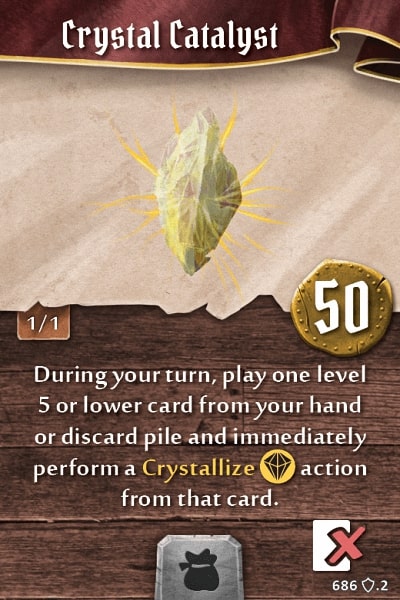 Crystal Catalyst
1/1
50
During your turn, play one level
5 or lower card from your hand
or discard pile and immediately
perform a Crystallize action
from that card.
686 .2